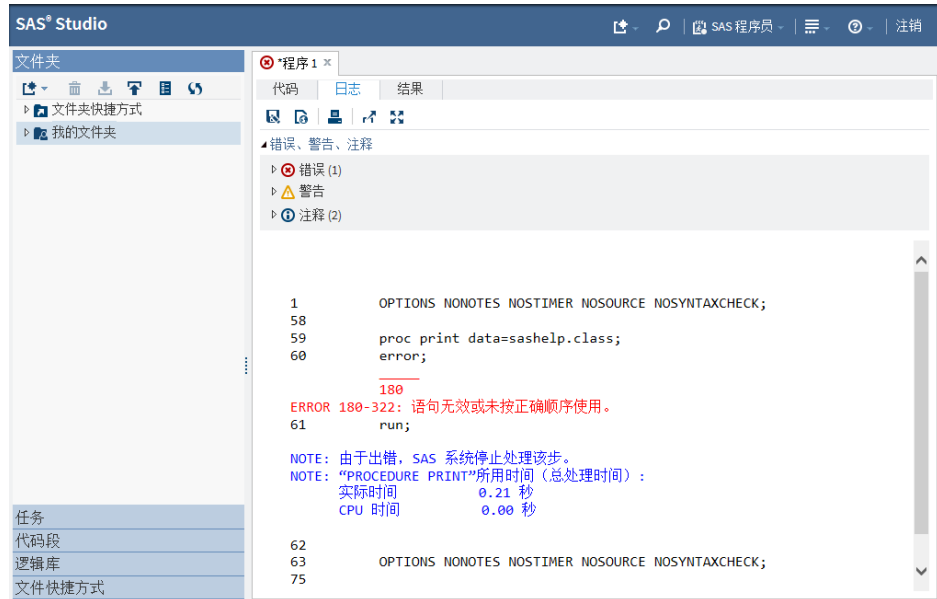 SAS® Studio
SAS 程序员
注销
文件夹
文件夹快捷方式
我的文件夹
任务
代码段
逻辑库
文件快捷方式
*程序 1 ×
代码 日志 结果
错误、警告、注释
错误 (1)
警告
注释 (2)
1 OPTIONS NONOTES NOSTIMER NOSOURCE NOSYNTAXCHECK;
58
59 proc print data=sashelp.class;
60 error;
_____
180
ERROR 180-322: 语句无效或未按正确顺序使用。
61 run;
NOTE: 由于出错，SAS 系统停止处理该步。
NOTE: “PROCEDURE PRINT”所用时间（总处理时间）:
实际时间 0.21 秒
CPU 时间 0.00 秒
62
63 OPTIONS NONOTES NOSTIMER NOSOURCE NOSYNTAXCHECK;
75